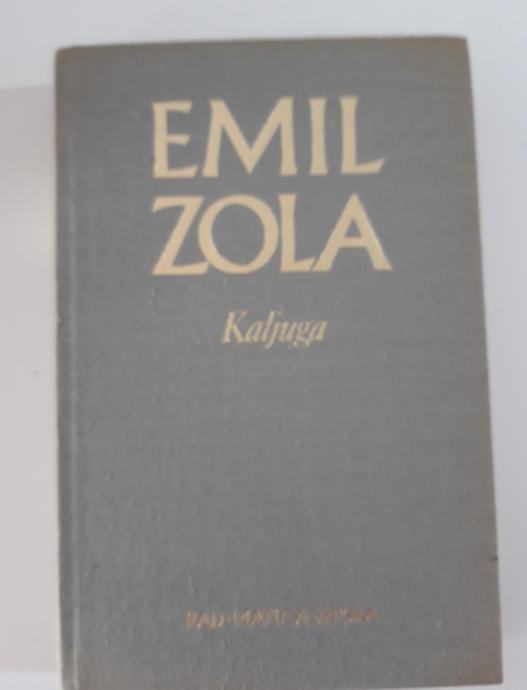 EMIL
ZOLA
Kaljuga
RAD • MATICA SRPSKA